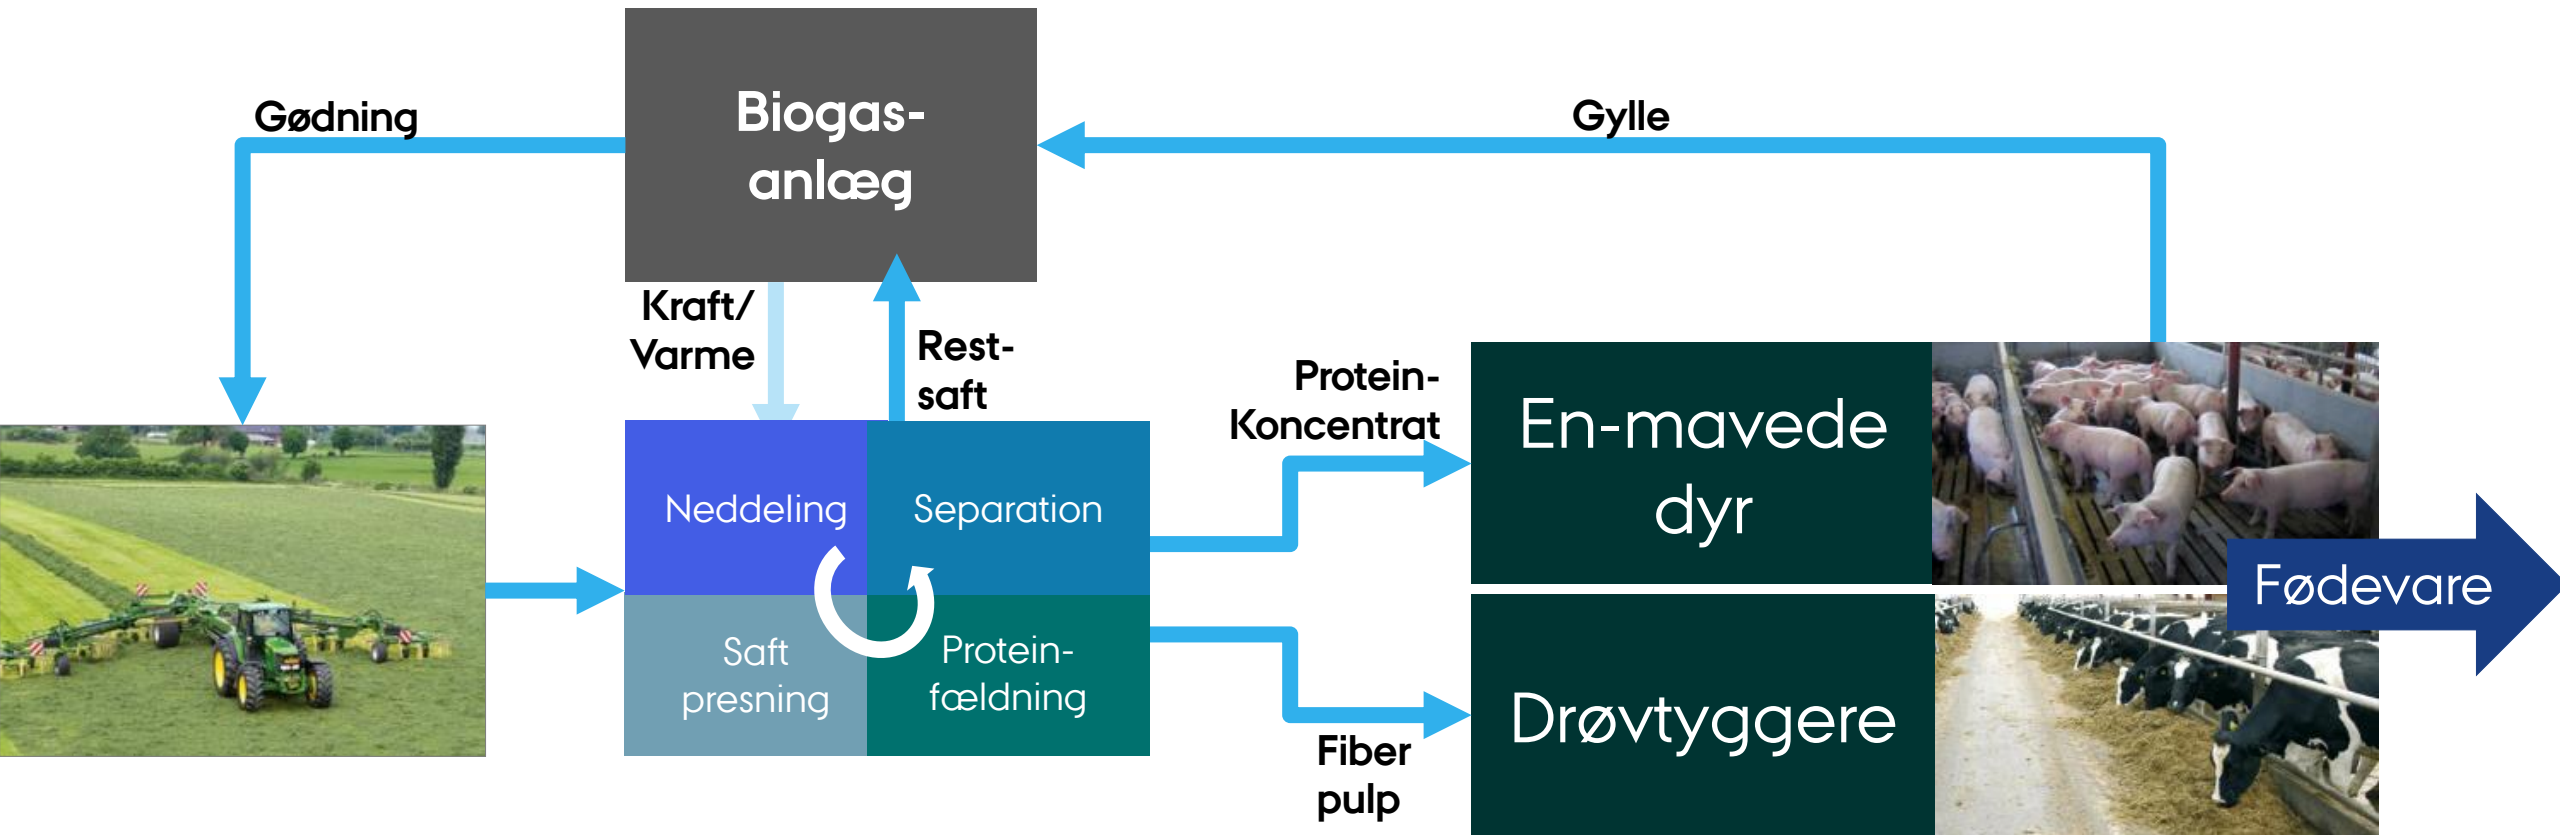 Biogas-
anlæg
Gødning
Gylle
Kraft/
Varme
Rest-
saft
Protein-
Koncentrat
En-mavede
dyr
Neddeling
Separation
Fødevare
Saft
presning
Protein-
fældning
Drøvtyggere
Fiber
pulp